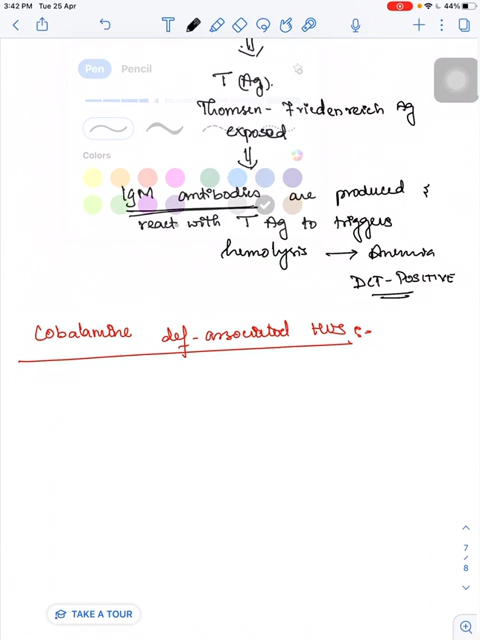 3:42 PM Tue 25 Apr
44%
T (Ag).
Thomsen-Friedenreich Ag
exposed
Pen Pencil
Colors
IgM antibodies are produced &
react with T Ag to triggers
hemolysis → Anemia
DCT-POSITIVE
Cobalamine def-associated HUS :-
7
8
TAKE A TOUR